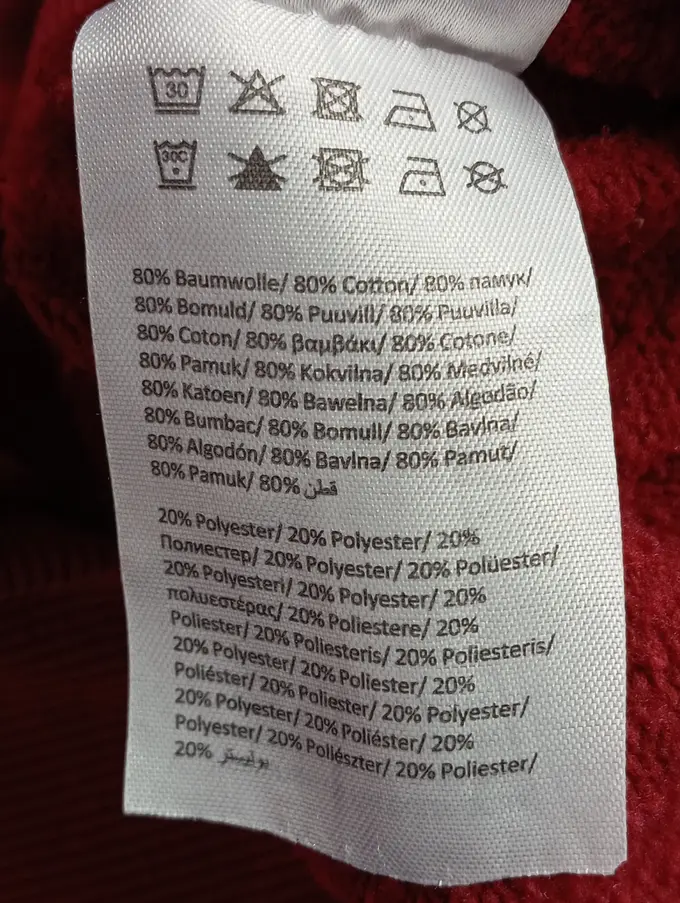 30
30C
80% Baumwolle/ 80% Cotton/ 80% памук/
80% Bomuld/ 80% Puuvill/ 80% Puuvilla/
80% Coton/ 80% βαμβάκι/ 80% Cotone/
80% Pamuk/ 80% Kokvilna/ 80% Medvilné/
80% Katoen/ 80% Bawełna/ 80% Algodão/
80% Bumbac/ 80% Bomull/ 80% Bavlna/
80% Algodón/ 80% Bavlna/ 80% Pamut/
80% Pamuk/ 80% قطن
20% Polyester/ 20% Polyester/ 20%
Полиестер/ 20% Polyester/ 20% Polüester/
20% Polyesteri/ 20% Polyester/ 20%
πολυεστέρας/ 20% Poliestere/ 20%
Poliester/ 20% Poliesteris/ 20% Poliesteris/
20% Polyester/ 20% Poliester/ 20%
Poliéster/ 20% Poliester/ 20% Polyester/
20% Polyester/ 20% Poliéster/ 20%
Polyester/ 20% Poliészter/ 20% Poliester/
20% بوليستر